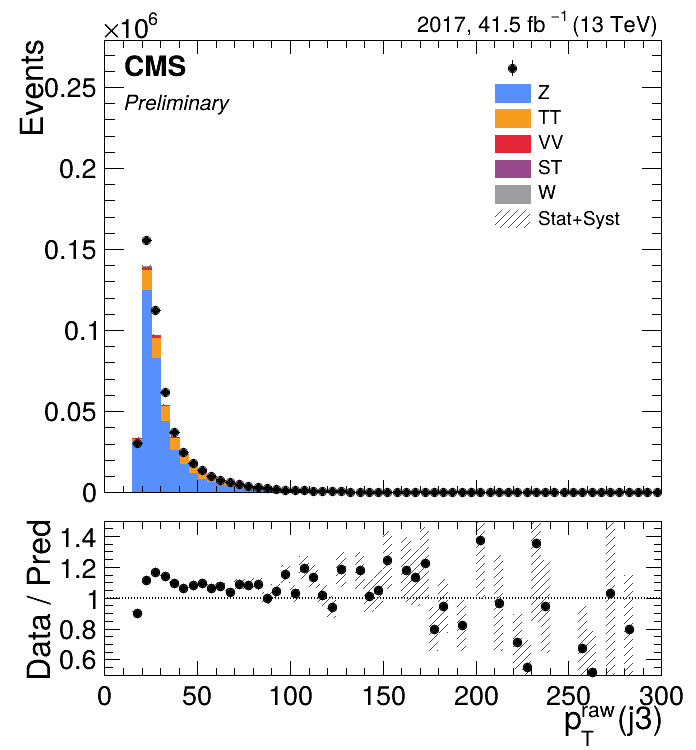 ×10⁶
2017, 41.5 fb⁻¹ (13 TeV)
CMS
Preliminary
Events
0.25
0.2
0.15
0.1
0.05
0
Z
TT
VV
ST
W
Stat+Syst
Data / Pred
1.4
1.2
1
0.8
0.6
0 50 100 150 200 250 300
p_T^raw(j3)